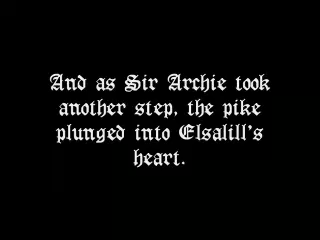 And as Sir Archie took
another step, the pike
plunged into Elsalill's
heart.